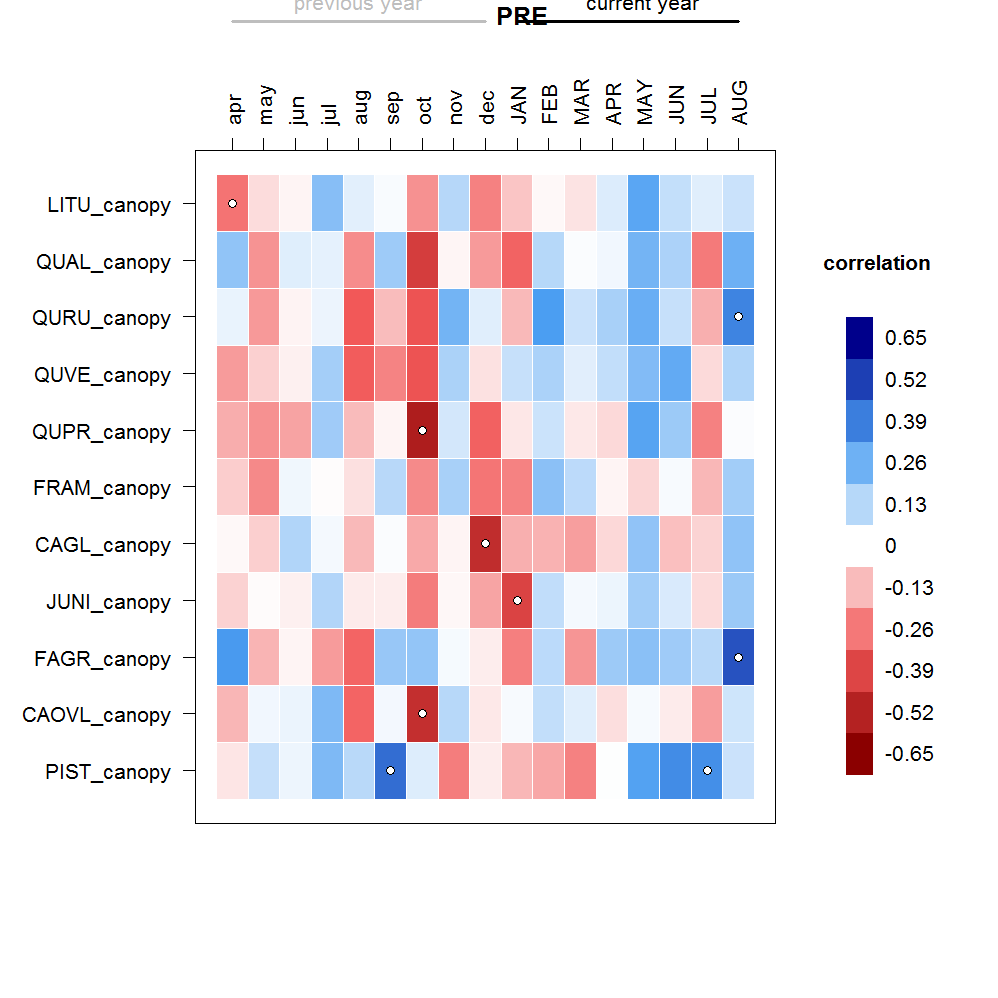 previous year
current year
PRE
apr
may
jun
jul
aug
sep
oct
nov
dec
JAN
FEB
MAR
APR
MAY
JUN
JUL
AUG
LITU_canopy
QUAL_canopy
QURU_canopy
QUVE_canopy
QUPR_canopy
FRAM_canopy
CAGL_canopy
JUNI_canopy
FAGR_canopy
CAOVL_canopy
PIST_canopy
correlation
0.65
0.52
0.39
0.26
0.13
0
-0.13
-0.26
-0.39
-0.52
-0.65